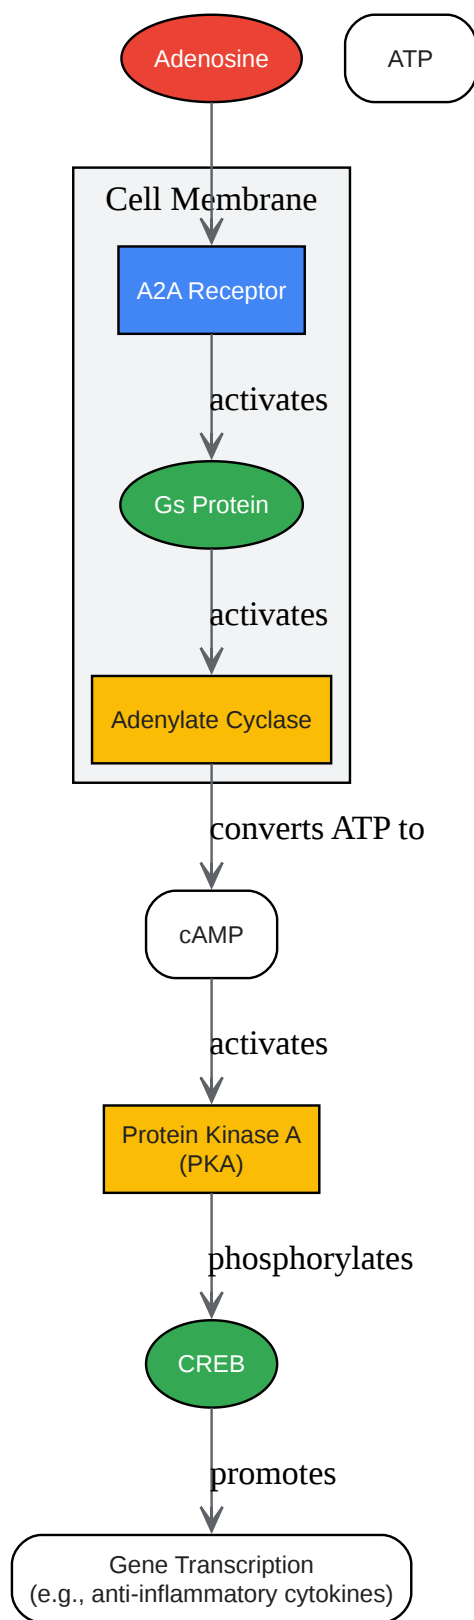 Adenosine
ATP
Cell Membrane
A2A Receptor
activates
Gs Protein
activates
Adenylate Cyclase
converts ATP to
cAMP
activates
Protein Kinase A
(PKA)
phosphorylates
CREB
promotes
Gene Transcription
(e.g., anti-inflammatory cytokines)